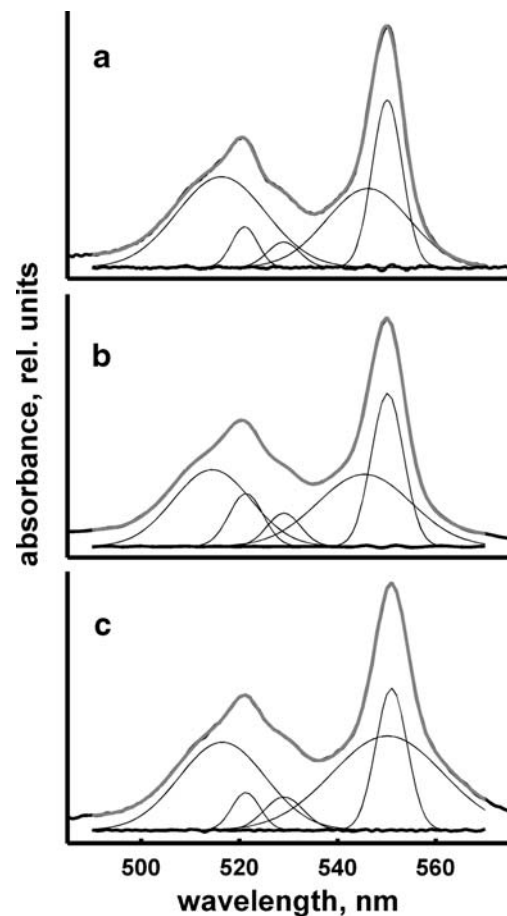 a
b
c
absorbance, rel. units
500 520 540 560
wavelength, nm